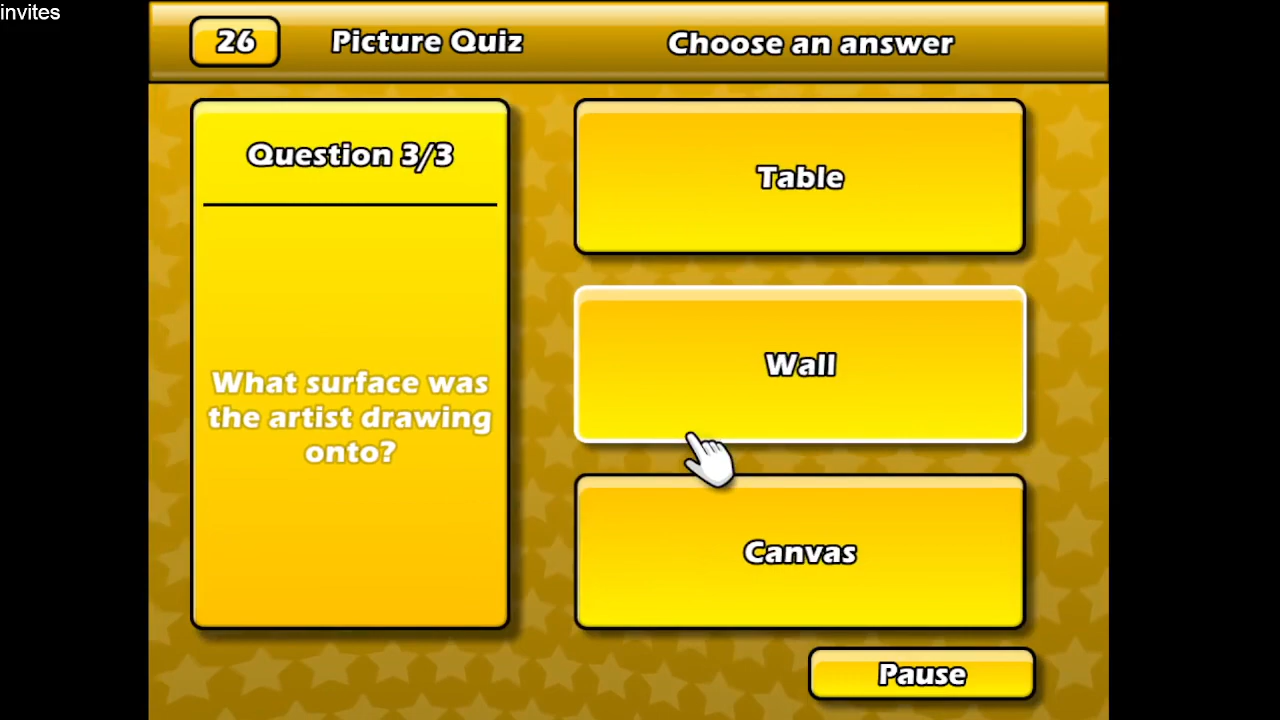 invites
26
Picture Quiz
Choose an answer
Question 3/3
What surface was
the artist drawing
onto?
Table
Wall
Canvas
Pause